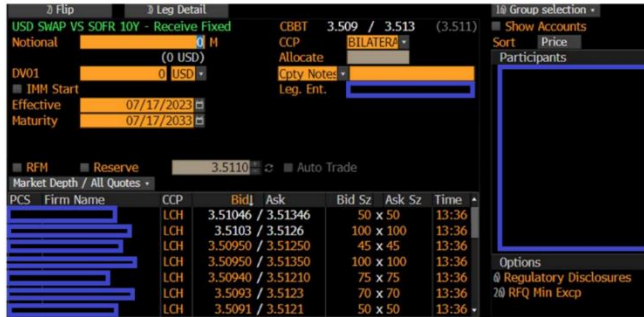 2) Flip 3) Leg Detail 10) Group selection
USD SWAP VS SOFR 10Y - Receive Fixed CBBT 3.509 / 3.513 (3.511) Show Accounts
Notional 0 M CCP BILATERA Sort Price
(0 USD) Allocate Participants
DV01 0 USD Cpty Notes
IMM Start Leg. Ent.
Effective 07/17/2023
Maturity 07/17/2033
RFM Reserve 3.5110 Auto Trade
Market Depth / All Quotes
PCS Firm Name CCP Bid Ask Bid Sz Ask Sz Time
LCH 3.51046 / 3.51346 50 x 50 13:36
LCH 3.5103 / 3.5126 100 x 100 13:36
LCH 3.50950 / 3.51250 45 x 45 13:36
LCH 3.50950 / 3.51350 100 x 100 13:36 Options
LCH 3.50940 / 3.51210 75 x 75 13:36 Regulatory Disclosures
LCH 3.5093 / 3.5123 70 x 70 13:36 20) RFQ Min Excp
LCH 3.5091 / 3.5121 50 x 50 13:36